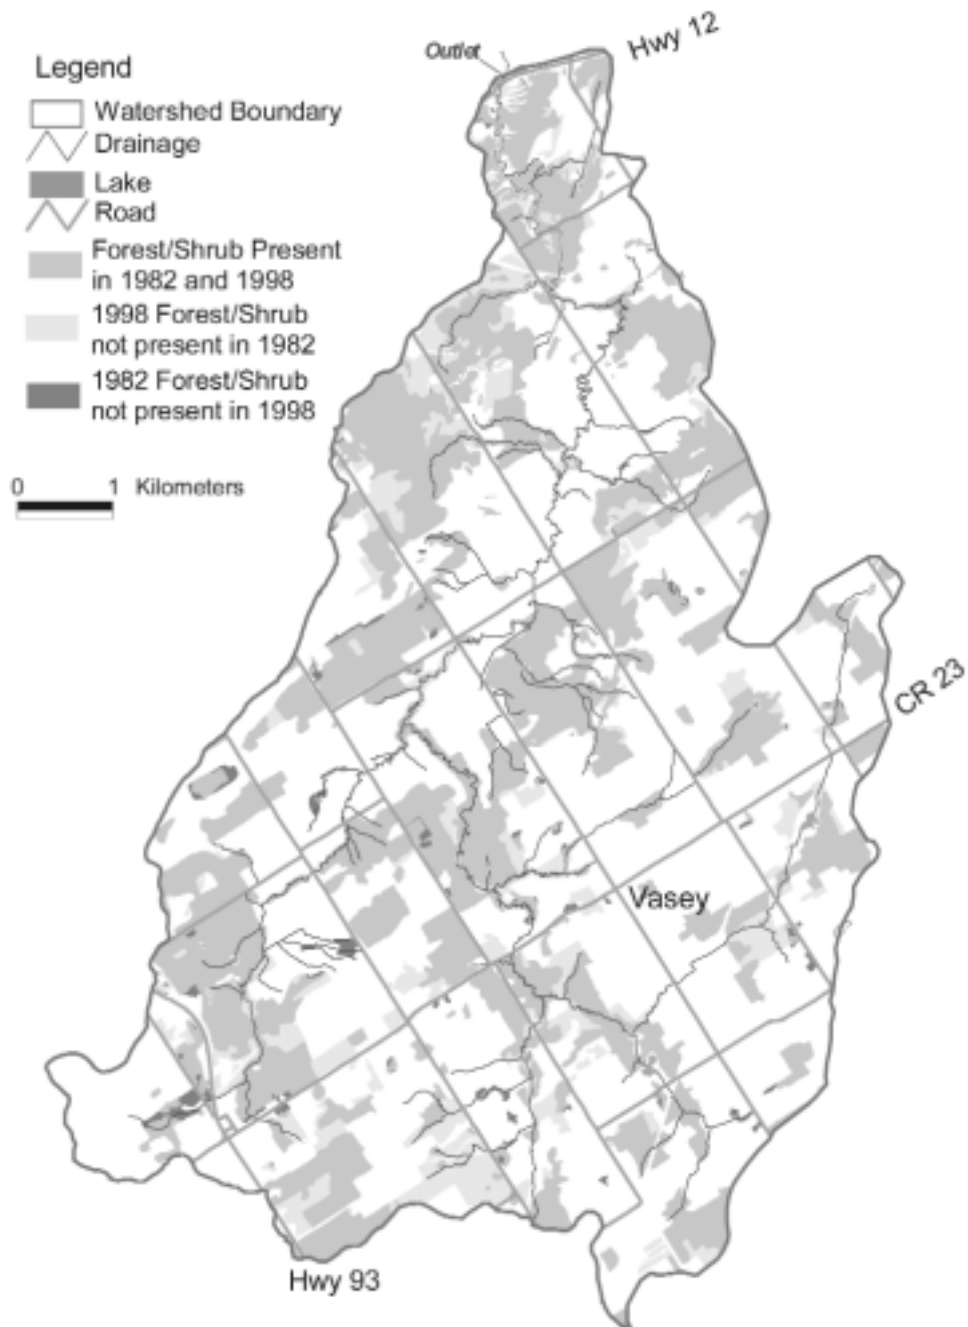 Outlet
Hwy 12
Legend
Watershed Boundary
Drainage
Lake
Road
Forest/Shrub Present
in 1982 and 1998
1998 Forest/Shrub
not present in 1982
1982 Forest/Shrub
not present in 1998
0 1 Kilometers
CR 23
Vasey
Hwy 93